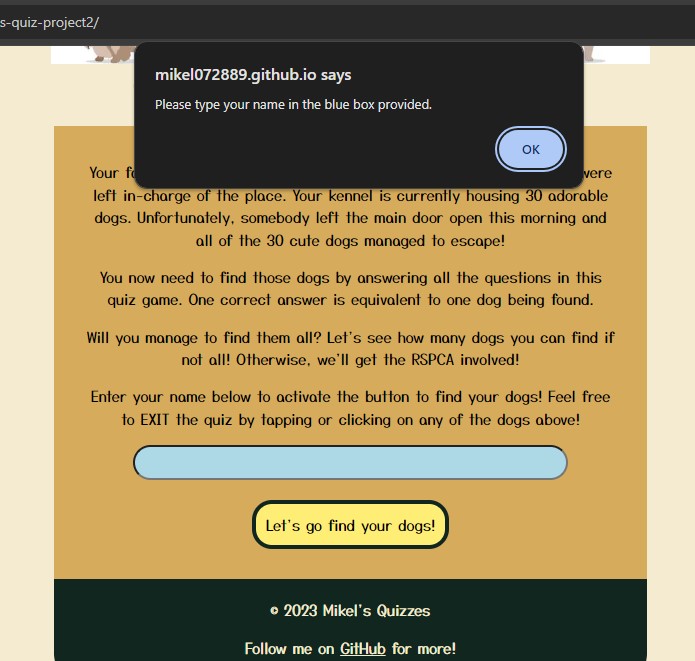 s-quiz-project2/
mikel072889.github.io says
Please type your name in the blue box provided.
OK
Your were
left in-charge of the place. Your kennel is currently housing 30 adorable
dogs. Unfortunately, somebody left the main door open this morning and
all of the 30 cute dogs managed to escape!
You now need to find those dogs by answering all the questions in this
quiz game. One correct answer is equivalent to one dog being found.
Will you manage to find them all? Let's see how many dogs you can find if
not all! Otherwise, we'll get the RSPCA involved!
Enter your name below to activate the button to find your dogs! Feel free
to EXIT the quiz by tapping or clicking on any of the dogs above!
Let's go find your dogs!
© 2023 Mikel's Quizzes
Follow me on GitHub for more!